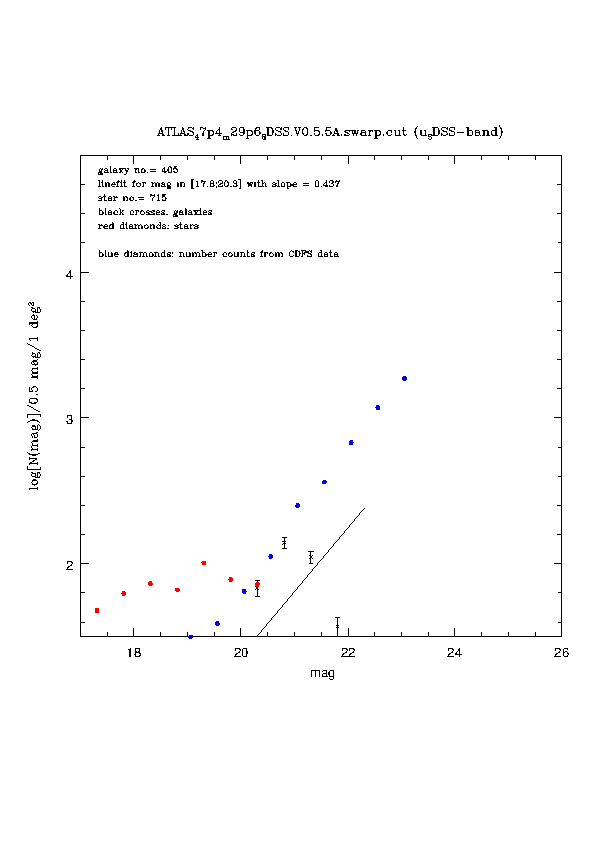 ATLAS_47p4_m29p6_qDSS.V0.5.5A.swarp.cut (u_SDSS-band)
galaxy no.= 405
linefit for mag in [17.8;20.3] with slope = 0.437
star no.= 715
black crosses: galaxies
red diamonds: stars
blue diamonds: number counts from CDFS data
log[N(mag)]/0.5 mag/1 deg²
4
3
2
18 20 22 24 26
mag